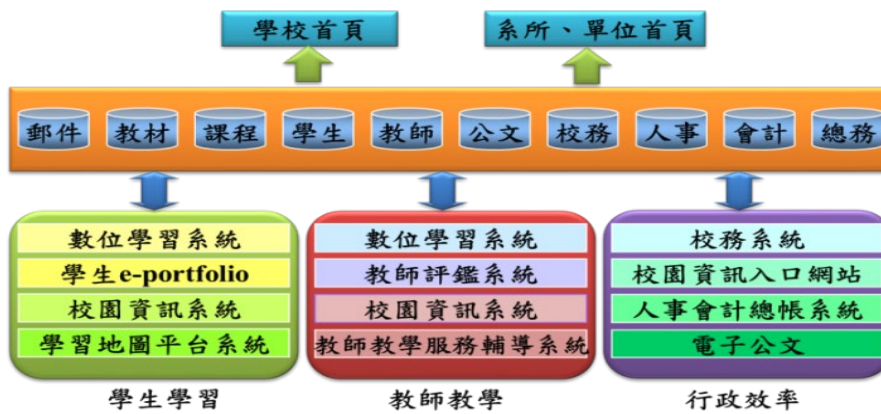 學校首頁 系所、單位首頁
郵件 教材 課程 學生 教師 公文 校務 人事 會計 總務
數位學習系統
學生e-portfolio
校園資訊系統
學習地圖平台系統
學生學習
數位學習系統
教師評鑑系統
校園資訊系統
教師教學服務輔導系統
教師教學
校務系統
校園資訊入口網站
人事會計總帳系統
電子公文
行政效率